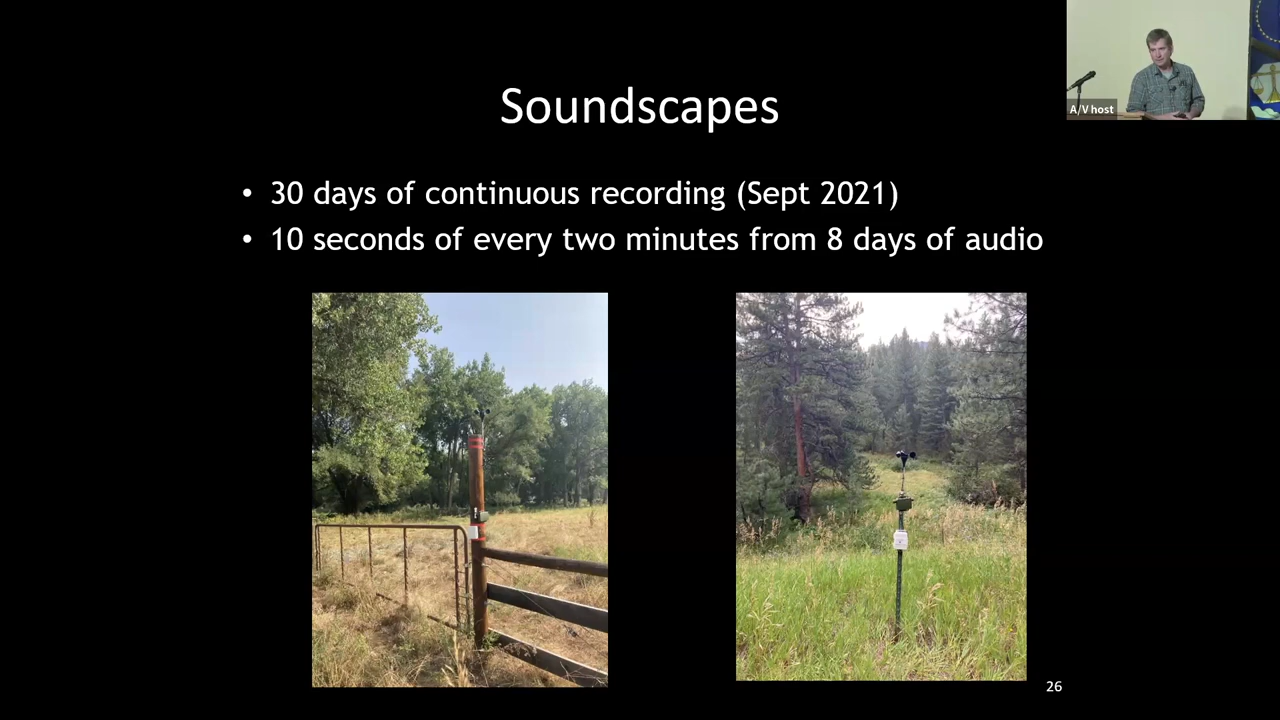 A/V host
Soundscapes
• 30 days of continuous recording (Sept 2021)
• 10 seconds of every two minutes from 8 days of audio
26